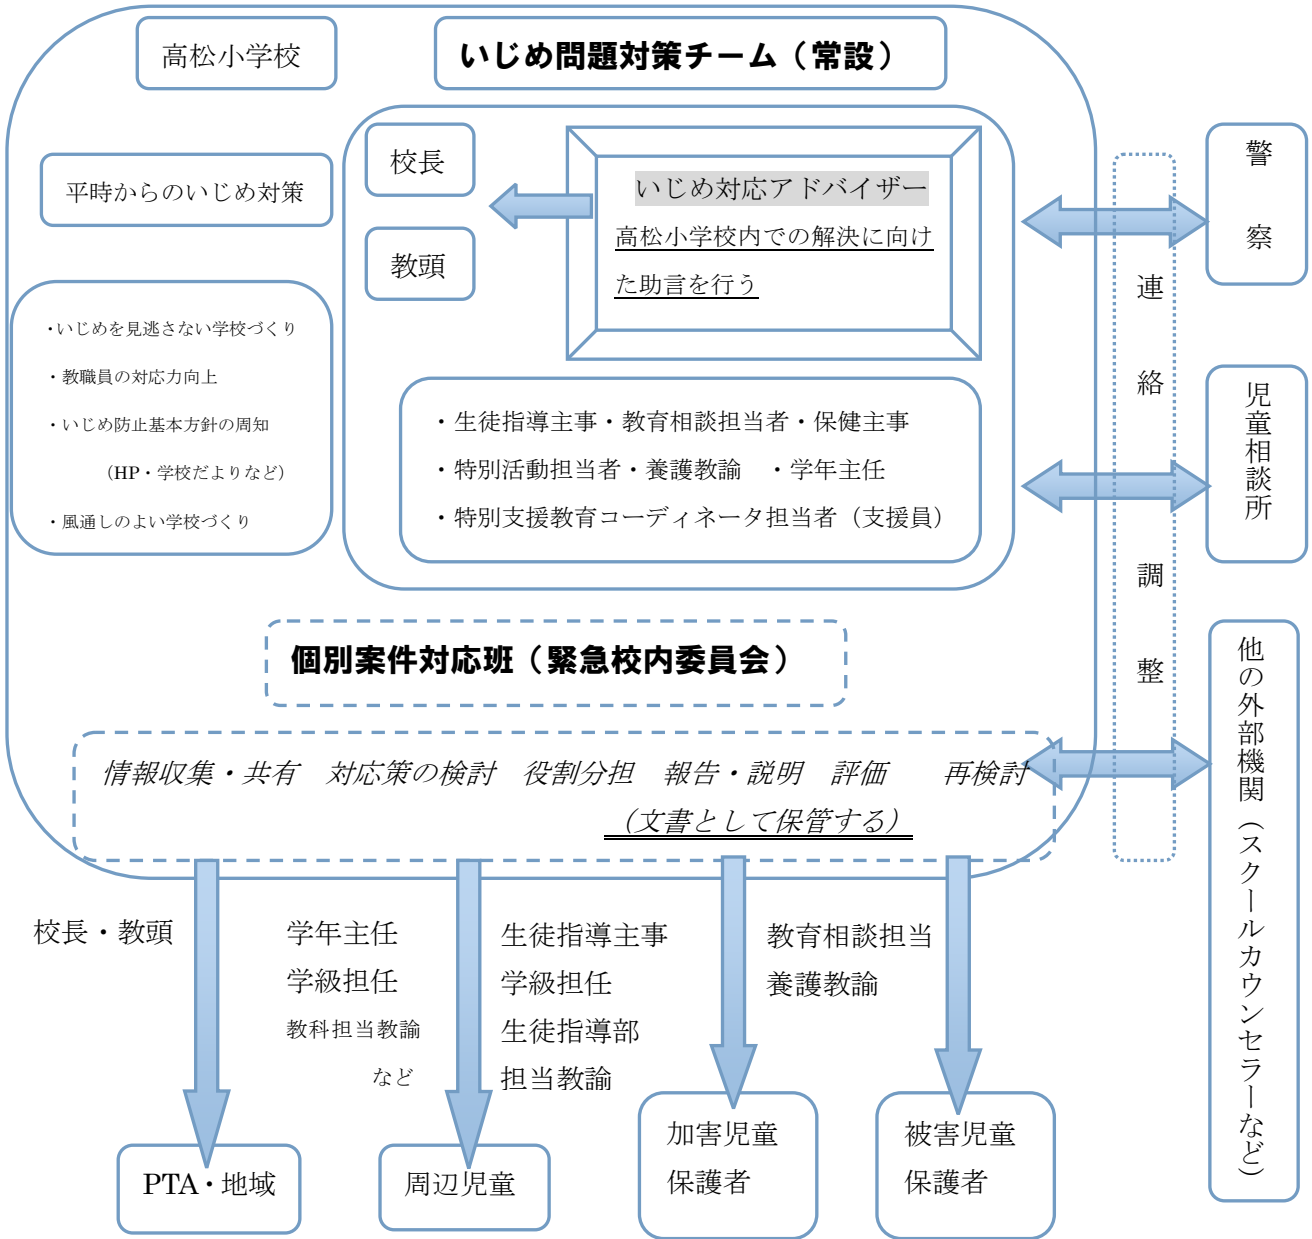 高松小学校
いじめ問題対策チーム（常設）
平時からのいじめ対策
・いじめを見逃さない学校づくり
・教職員の対応力向上
・いじめ防止基本方針の周知
（HP・学校だよりなど）
・風通しのよい学校づくり
校長
教頭
いじめ対応アドバイザー
高松小学校内での解決に向け
た助言を行う
・生徒指導主事・教育相談担当者・保健主事
・特別活動担当者・養護教諭　・学年主任
・特別支援教育コーディネータ担当者（支援員）
連絡調整
警察
児童相談所
他の外部機関（スクールカウンセラーなど）
個別案件対応班（緊急校内委員会）
情報収集・共有　対応策の検討　役割分担　報告・説明　評価　　再検討
（文書として保管する）
校長・教頭
学年主任
学級担任
教科担当教諭
など
生徒指導主事
学級担任
生徒指導部
担当教諭
教育相談担当
養護教諭
PTA・地域
周辺児童
加害児童
保護者
被害児童
保護者